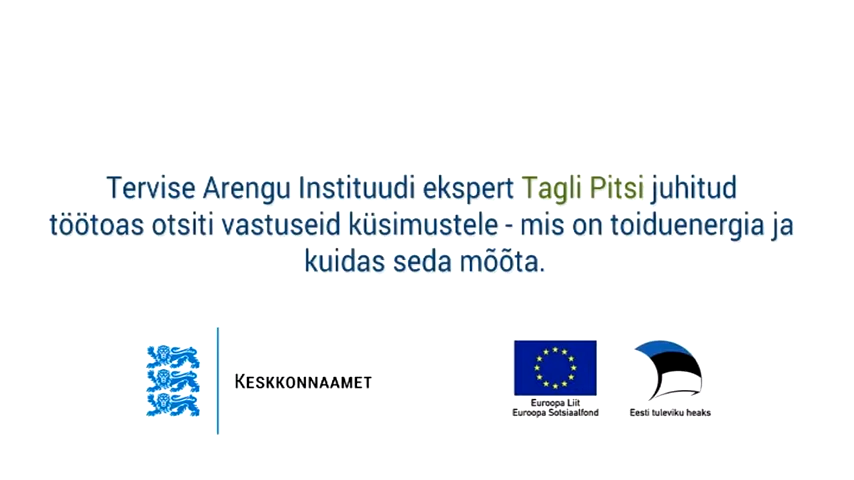 Tervise Arengu Instituudi ekspert Tagli Pitsi juhitud
töötoas otsiti vastuseid küsimustele - mis on toiduenergia ja
kuidas seda mõõta.
KESKKONNAAMET
Euroopa Liit
Euroopa Sotsiaalfond
Eesti tuleviku heaks